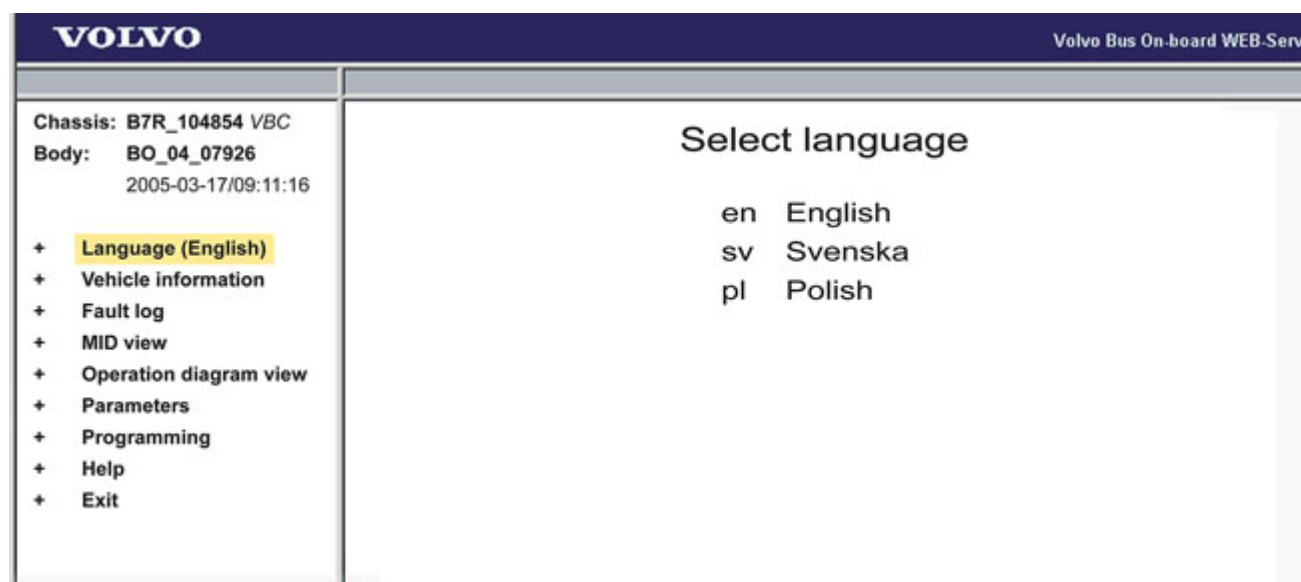 VOLVO
Volvo Bus On-board WEB-Serv
Chassis: B7R_104854 VBC
Body: BO_04_07926
2005-03-17/09:11:16
+ Language (English)
+ Vehicle information
+ Fault log
+ MID view
+ Operation diagram view
+ Parameters
+ Programming
+ Help
+ Exit
Select language
en English
sv Svenska
pl Polish